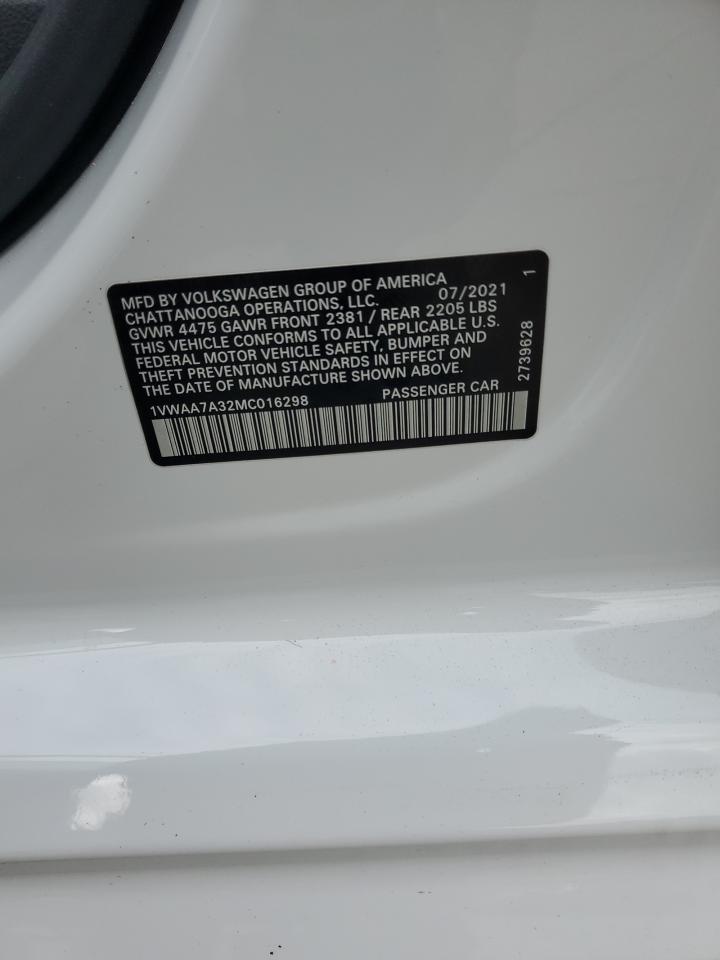 MFD BY VOLKSWAGEN GROUP OF AMERICA
CHATTANOOGA OPERATIONS, LLC. 07/2021 1
GVWR 4475 GAWR FRONT 2381 / REAR 2205 LBS
THIS VEHICLE CONFORMS TO ALL APPLICABLE U.S.
FEDERAL MOTOR VEHICLE SAFETY, BUMPER AND
THEFT PREVENTION STANDARDS IN EFFECT ON
THE DATE OF MANUFACTURE SHOWN ABOVE.
1VWAA7A32MC016298 PASSENGER CAR
2739628